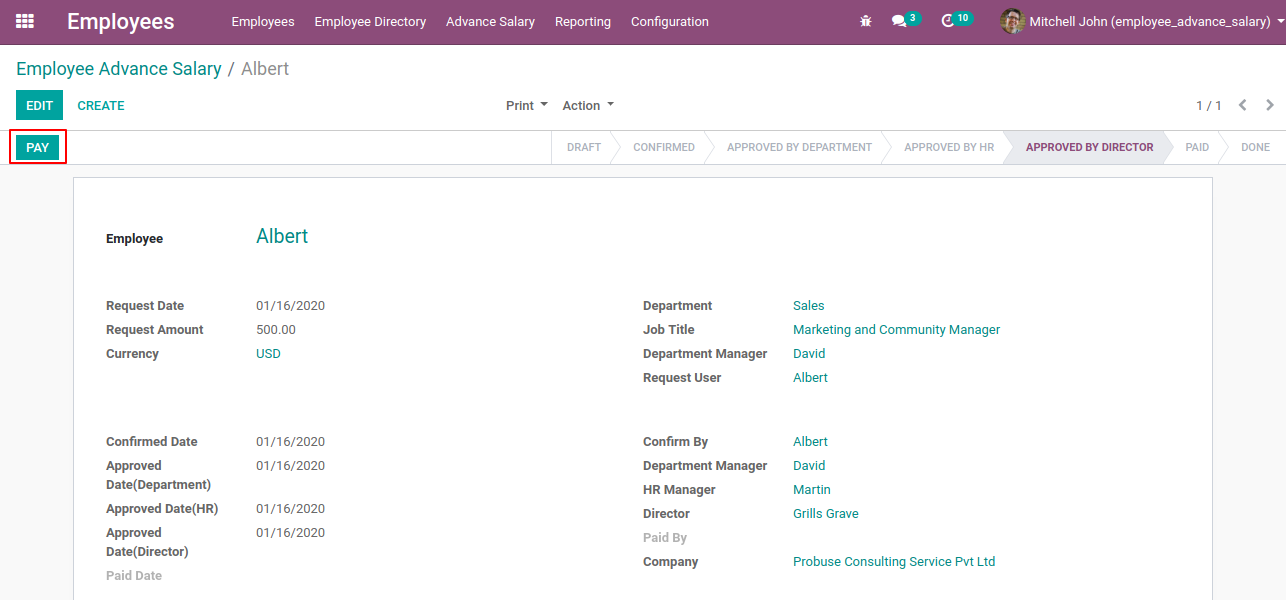 Employees Employees Employee Directory Advance Salary Reporting Configuration 3 10 Mitchell John (employee_advance_salary)
Employee Advance Salary / Albert
EDIT CREATE Print Action 1 / 1
PAY DRAFT CONFIRMED APPROVED BY DEPARTMENT APPROVED BY HR APPROVED BY DIRECTOR PAID DONE
Employee Albert
Request Date 01/16/2020 Department Sales
Request Amount 500.00 Job Title Marketing and Community Manager
Currency USD Department Manager David
Request User Albert
Confirmed Date 01/16/2020 Confirm By Albert
Approved 01/16/2020 Department Manager David
Date(Department)
HR Manager Martin
Approved Date(HR) 01/16/2020 Director Grills Grave
Approved 01/16/2020 Paid By
Date(Director)
Company Probuse Consulting Service Pvt Ltd
Paid Date